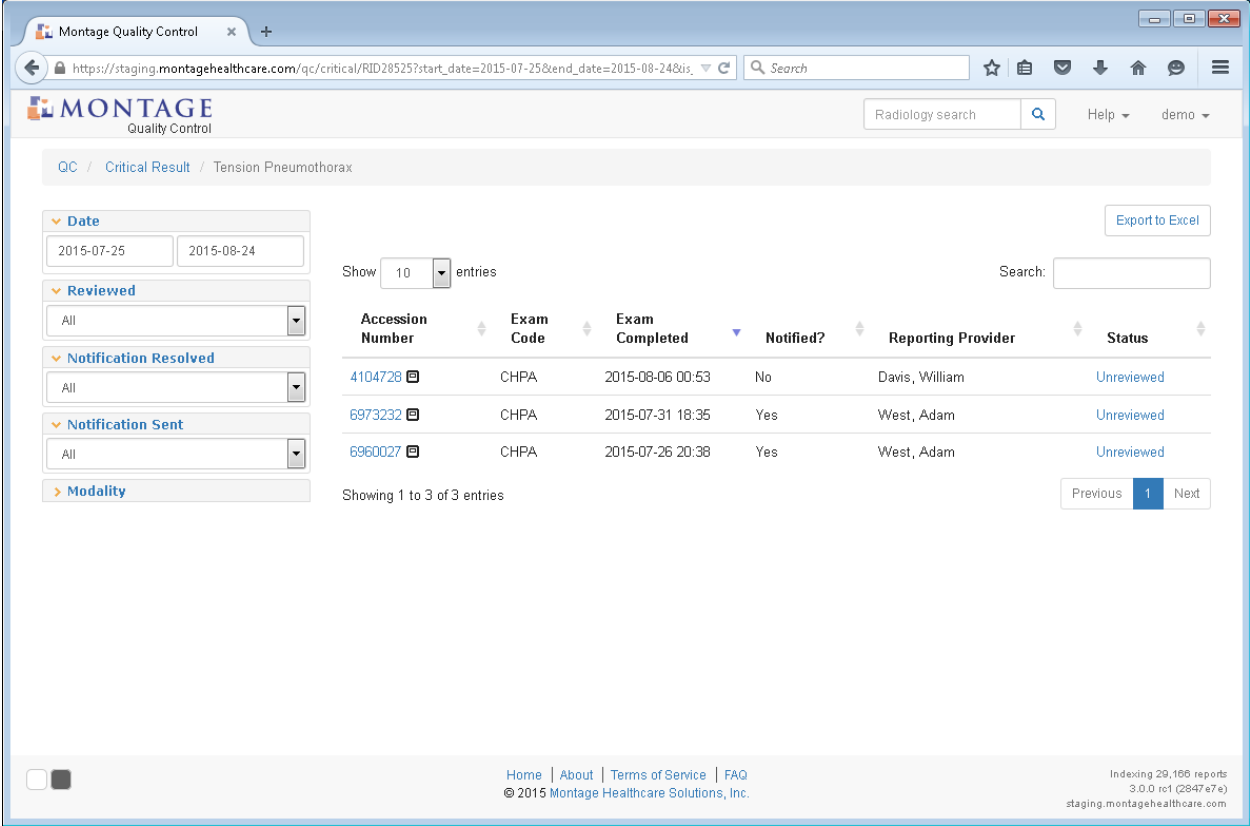 Montage Quality Control × +
https://staging.montagehealthcare.com/qc/critical/RID28525?start_date=2015-07-25&end_date=2015-08-24&is_ Search
MONTAGE
Quality Control
Radiology search Help demo
QC / Critical Result / Tension Pneumothorax
Date
2015-07-25 2015-08-24
Reviewed
All
Notification Resolved
All
Notification Sent
All
Modality
Export to Excel
Show 10 entries Search:
Accession Number Exam Code Exam Completed Notified? Reporting Provider Status
4104728 CHPA 2015-08-06 00:53 No Davis, William Unreviewed
6973232 CHPA 2015-07-31 18:35 Yes West, Adam Unreviewed
6960027 CHPA 2015-07-26 20:38 Yes West, Adam Unreviewed
Showing 1 to 3 of 3 entries Previous 1 Next
Home | About | Terms of Service | FAQ
© 2015 Montage Healthcare Solutions, Inc.
Indexing 29,166 reports
3.0.0 rc1 (2847e7e)
staging.montagehealthcare.com